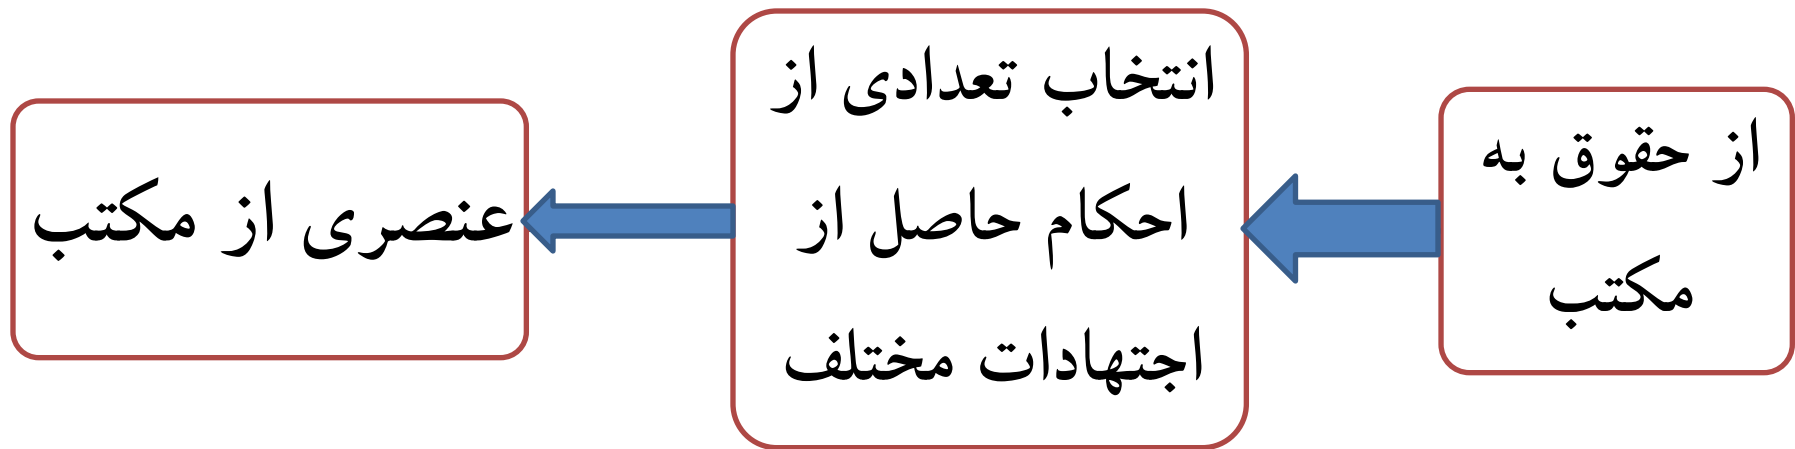 از حقوق به
مکتب
انتخاب تعدادی از
احکام حاصل از
اجتهادات مختلف
عنصری از مکتب